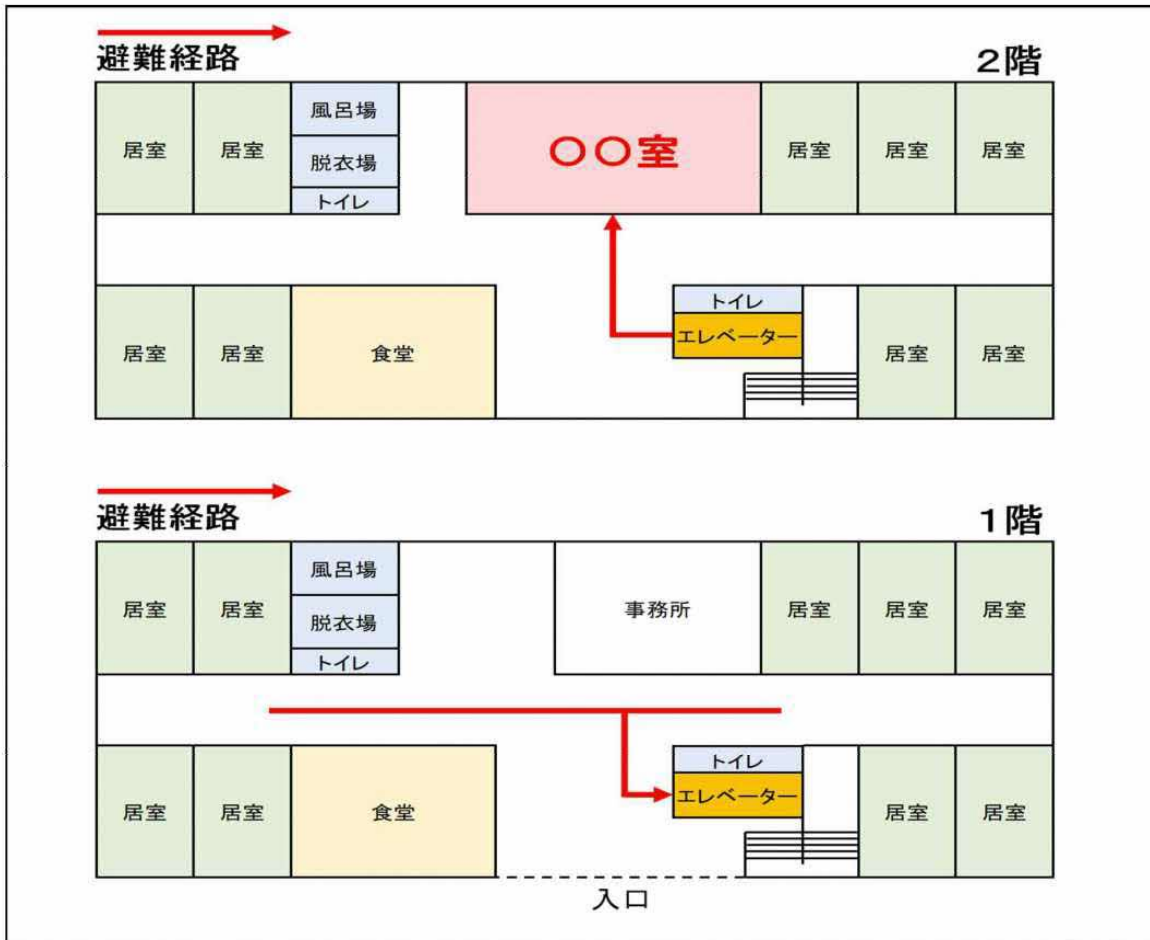 避難経路
2階
居室
居室
風呂場
脱衣場
トイレ
〇〇室
居室
居室
居室
居室
居室
食堂
トイレ
エレベーター
居室
居室
避難経路
1階
居室
居室
風呂場
脱衣場
トイレ
事務所
居室
居室
居室
居室
居室
食堂
トイレ
エレベーター
居室
居室
入口